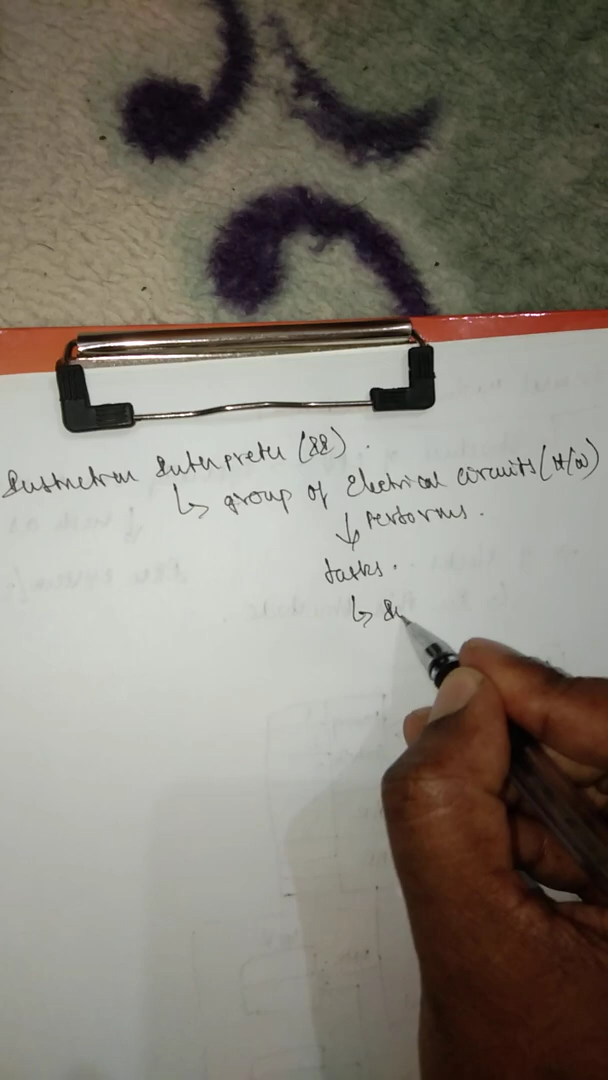 Instruction Interpreter (II).
↳ group of Electrical circuits (H/W)
↓ Performs.
tasks.
↳